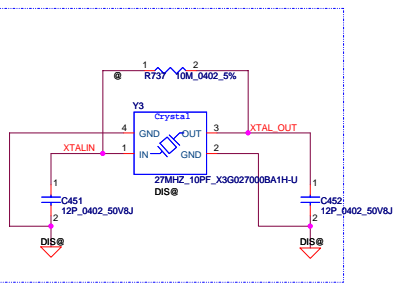 1 2
@ R737 10M_0402_5%
Y3
Crystal
4 GND OUT 3 XTAL_OUT
XTALIN 1 IN GND 2
27MHZ_10PF_X3G027000BA1H-U
DIS@
1 C451
12P_0402_50V8J
2
DIS@
1 C452
12P_0402_50V8J
2
DIS@